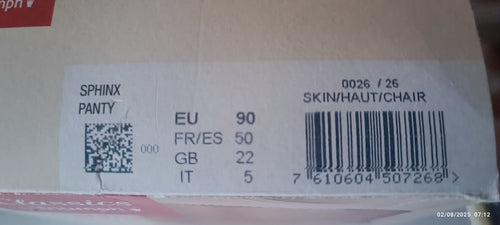 SPHINX
PANTY
000
EU 90
FR/ES 50
GB 22
IT 5
0026 / 26
SKIN/HAUT/CHAIR
7 610604 507268 >
Classics
02/08/2025 07:12